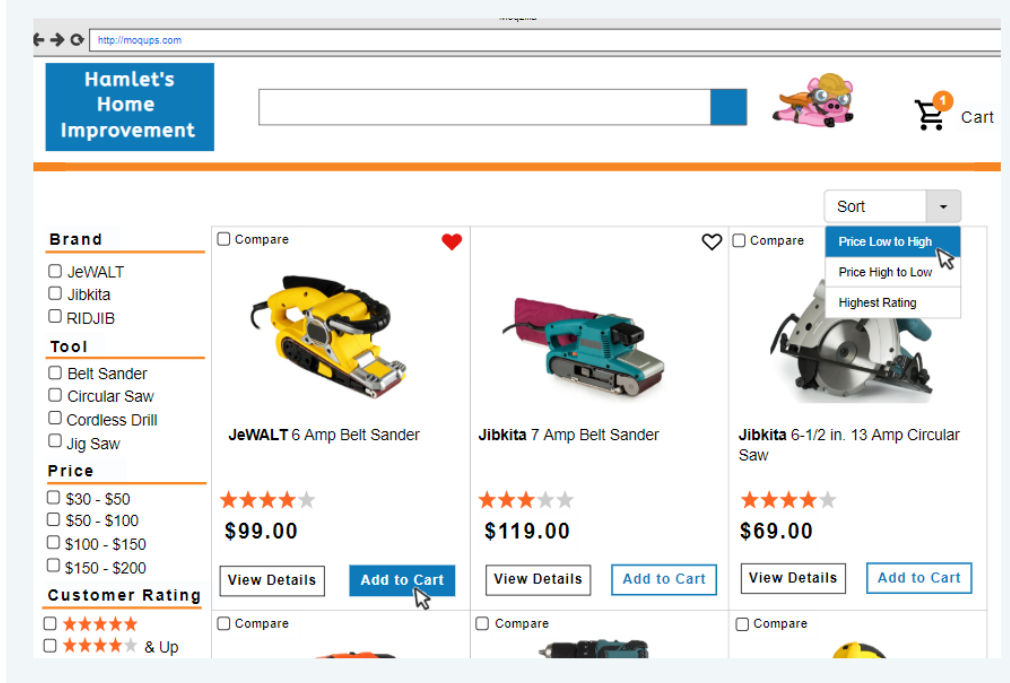 http://moqups.com
Hamlet's
Home
Improvement
1
Cart
Sort
Price Low to High
Price High to Low
Highest Rating
Brand
JeWALT
Jibkita
RIDJIB
Tool
Belt Sander
Circular Saw
Cordless Drill
Jig Saw
Price
$30 - $50
$50 - $100
$100 - $150
$150 - $200
Customer Rating
& Up
Compare
JeWALT 6 Amp Belt Sander
$99.00
View Details
Add to Cart
Jibkita 7 Amp Belt Sander
$119.00
View Details
Add to Cart
Compare
Jibkita 6-1/2 in. 13 Amp Circular
Saw
$69.00
View Details
Add to Cart
Compare
Compare
Compare